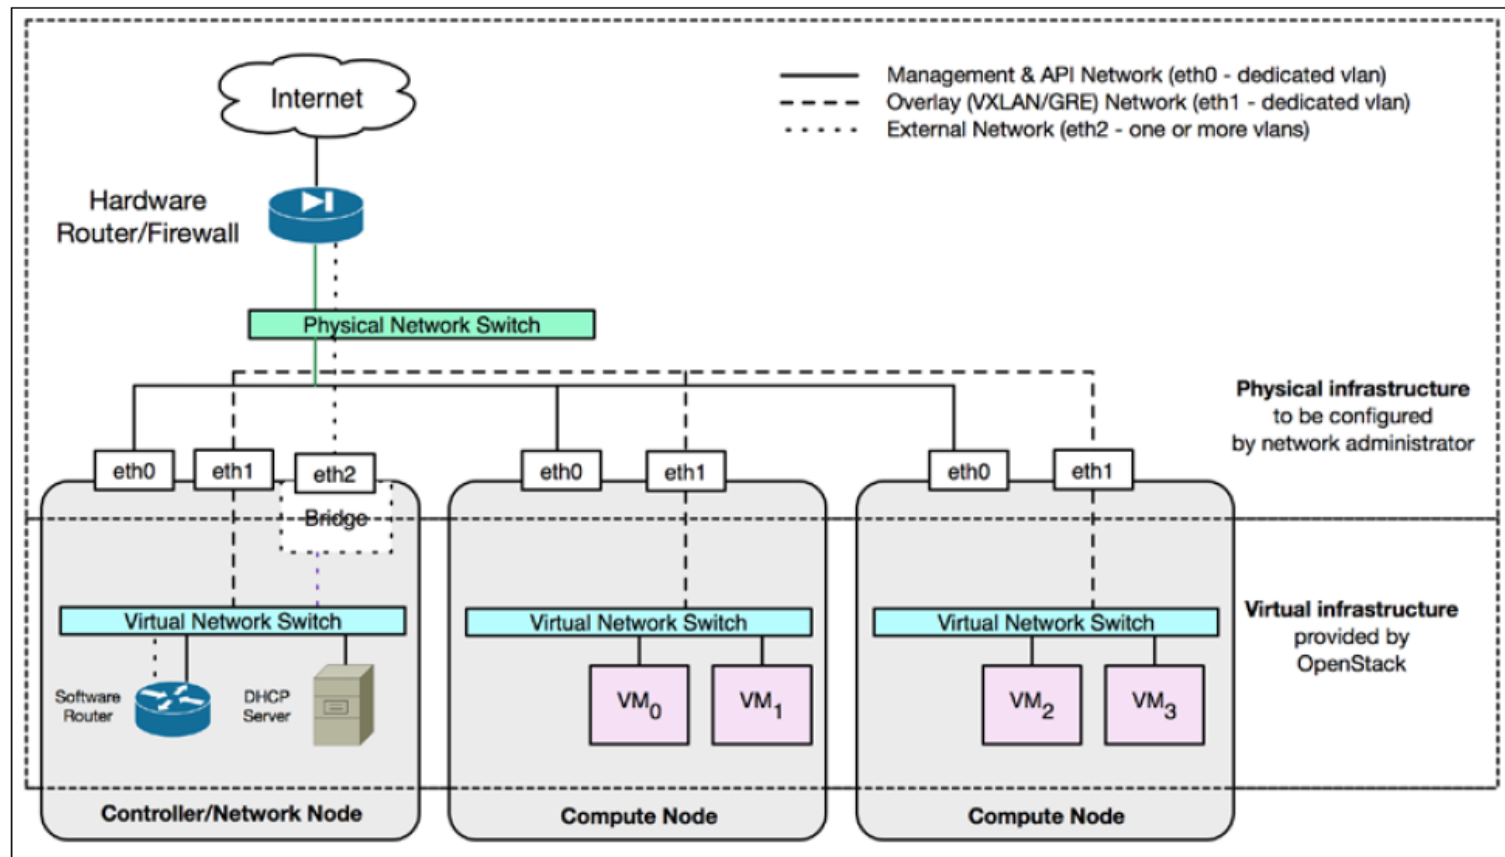 Internet
Management & API Network (eth0 - dedicated vlan)
Overlay (VXLAN/GRE) Network (eth1 - dedicated vlan)
External Network (eth2 - one or more vlans)
Hardware
Router/Firewall
Physical Network Switch
Physical infrastructure
to be configured
by network administrator
eth0
eth1
eth2
eth0
eth1
eth0
eth1
Bridge
Virtual Network Switch
Virtual Network Switch
Virtual Network Switch
Virtual infrastructure
provided by
OpenStack
Software
Router
DHCP
Server
VM0
VM1
VM2
VM3
Controller/Network Node
Compute Node
Compute Node